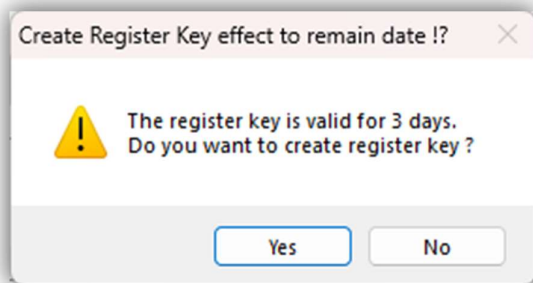 Create Register Key effect to remain date !?
The register key is valid for 3 days.
Do you want to create register key ?
Yes
No